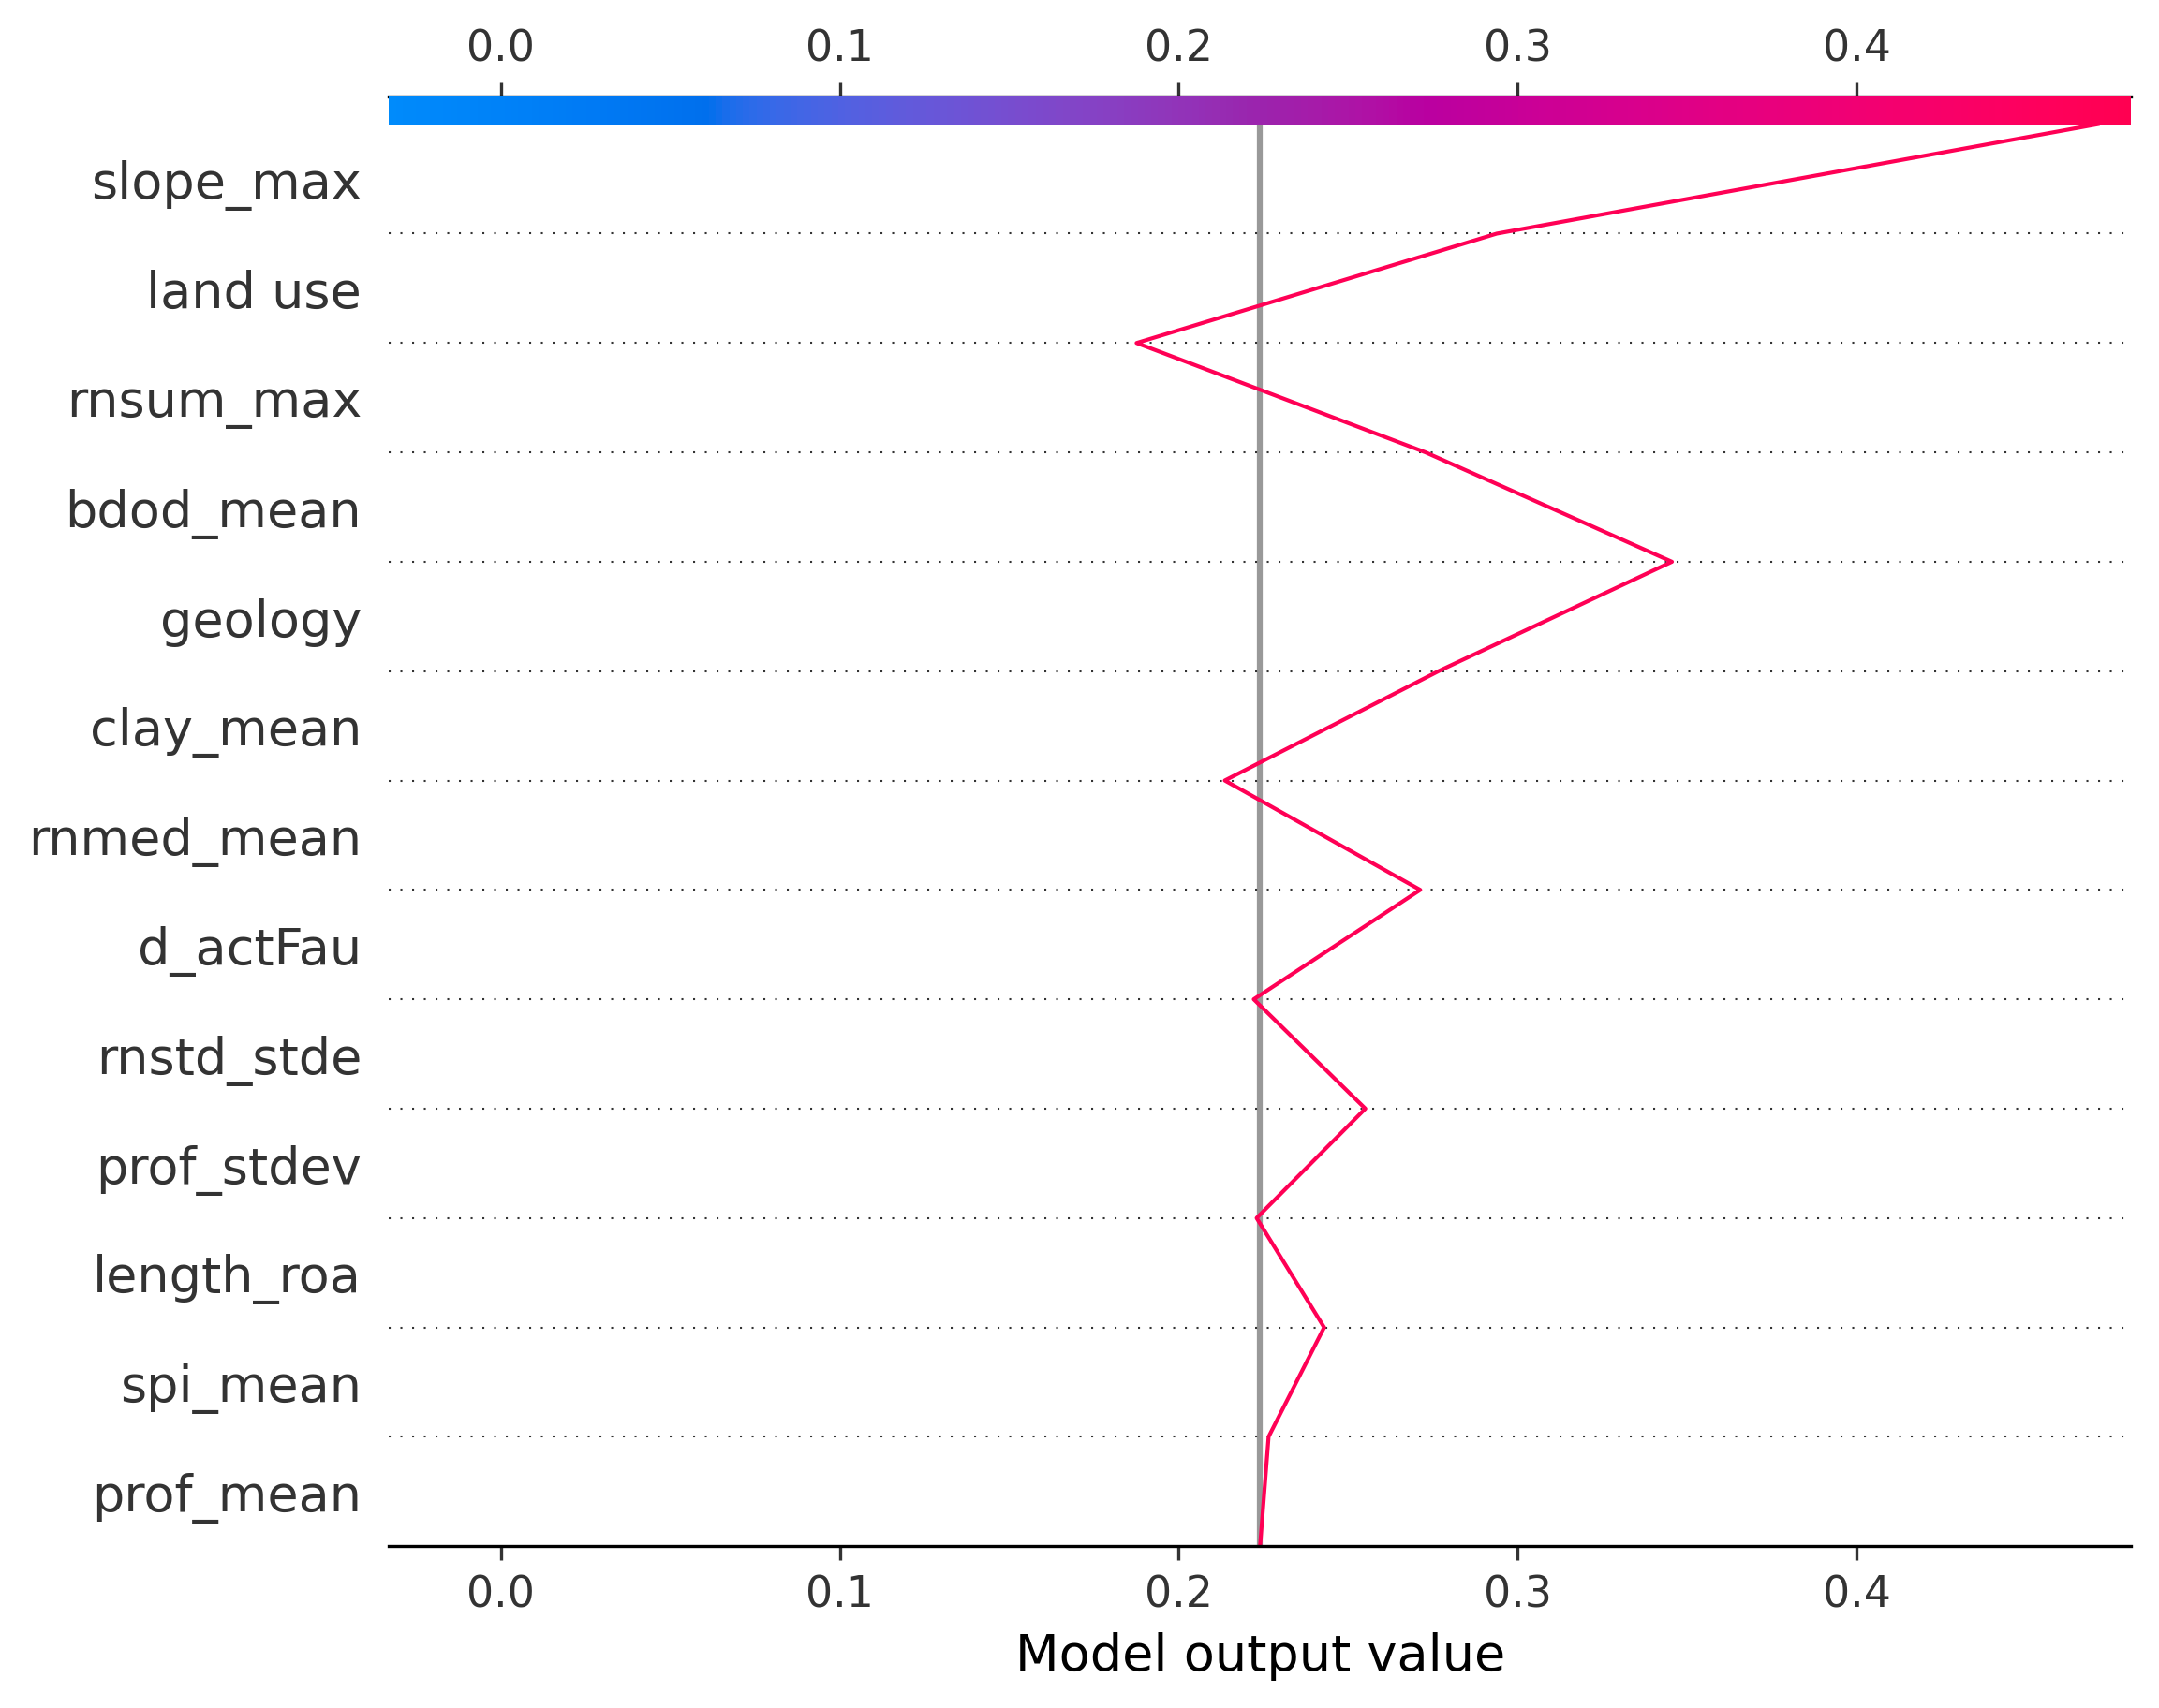 0.0 0.1 0.2 0.3 0.4
slope_max
land use
rnsum_max
bdod_mean
geology
clay_mean
rnmed_mean
d_actFau
rnstd_stde
prof_stdev
length_roa
spi_mean
prof_mean
0.0 0.1 0.2 0.3 0.4
Model output value